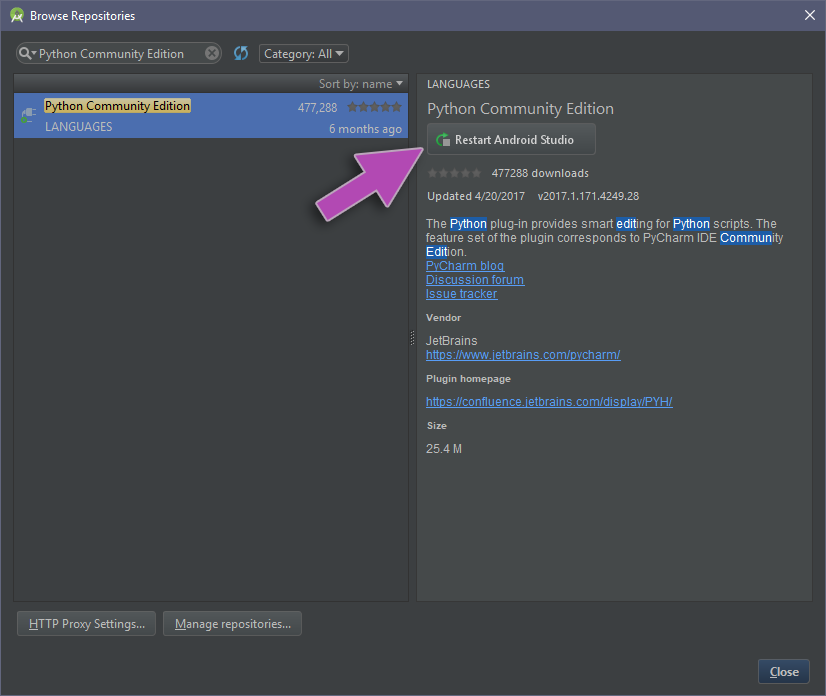 Browse Repositories
Python Community Edition
Category: All
Sort by: name
Python Community Edition 477,288
LANGUAGES 6 months ago
LANGUAGES
Python Community Edition
Restart Android Studio
477288 downloads
Updated 4/20/2017 v2017.1.171.4249.28
The Python plug-in provides smart editing for Python scripts. The
feature set of the plugin corresponds to PyCharm IDE Community
Edition.
PyCharm blog
Discussion forum
Issue tracker
Vendor
JetBrains
https://www.jetbrains.com/pycharm/
Plugin homepage
https://confluence.jetbrains.com/display/PYH/
Size
25.4 M
HTTP Proxy Settings...
Manage repositories...
Close